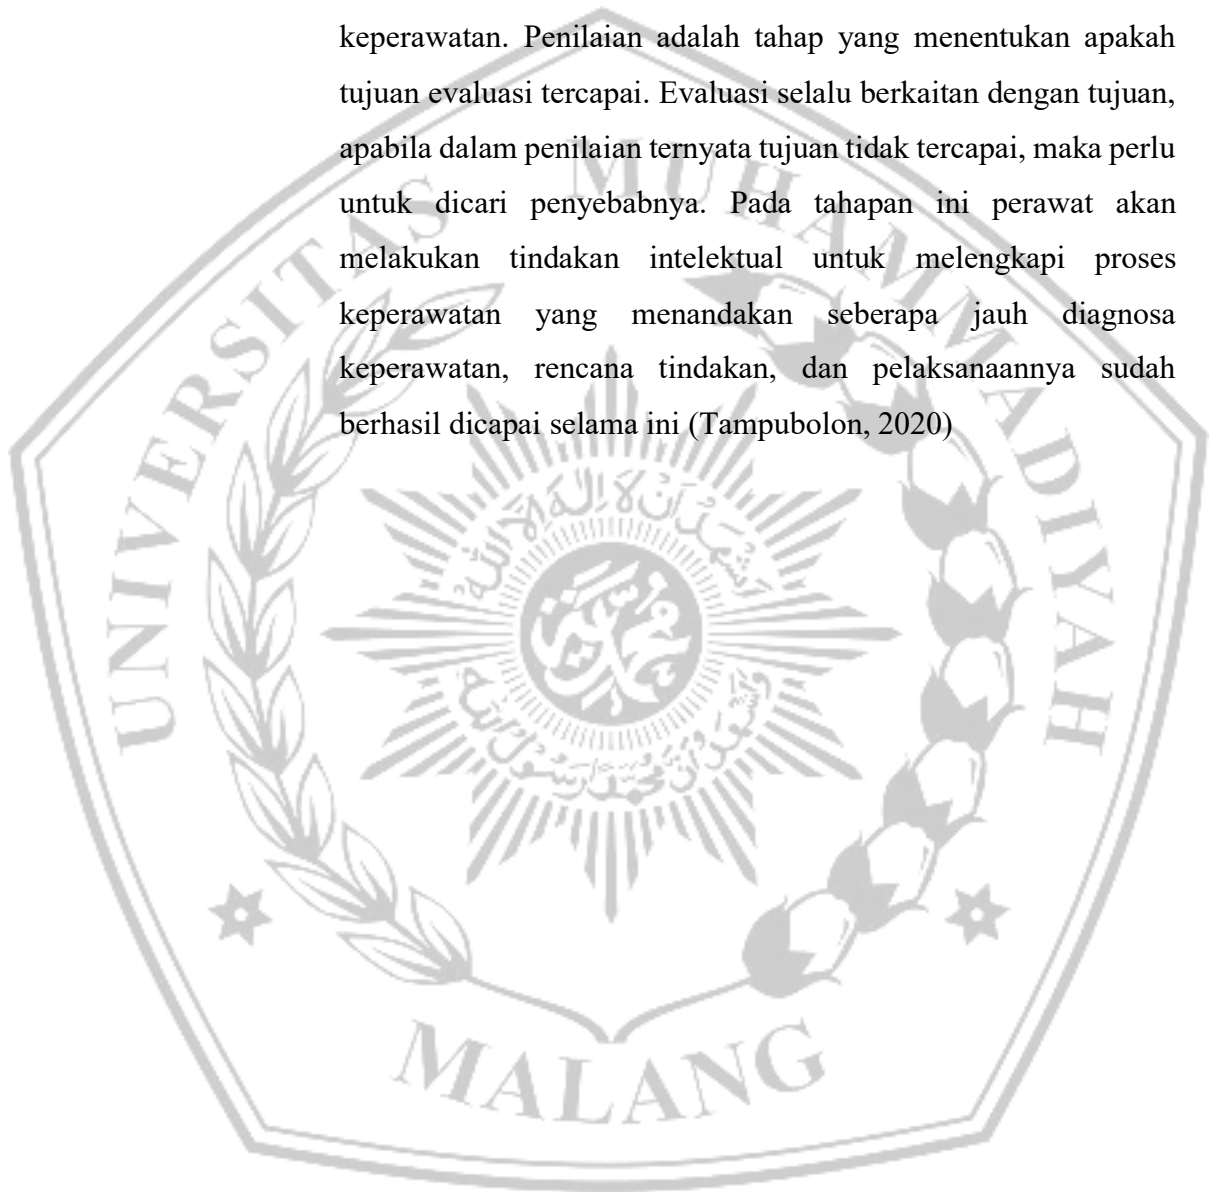 keperawatan. Penilaian adalah tahap yang menentukan apakah
tujuan evaluasi tercapai. Evaluasi selalu berkaitan dengan tujuan,
apabila dalam penilaian ternyata tujuan tidak tercapai, maka perlu
untuk dicari penyebabnya. Pada tahapan ini perawat akan
melakukan tindakan intelektual untuk melengkapi proses
keperawatan yang menandakan seberapa jauh diagnosa
keperawatan, rencana tindakan, dan pelaksanaannya sudah
berhasil dicapai selama ini (Tampubolon, 2020)
UNIVERSITAS MUHAMMADIYAH
MALANG